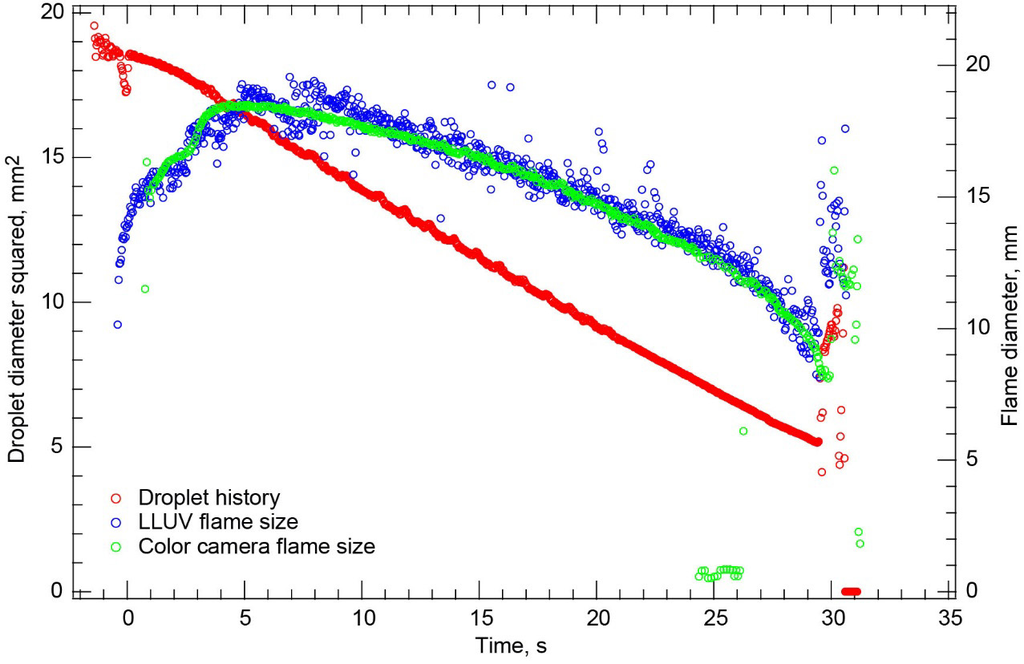 20
15
10
5
0
Droplet diameter squared, mm2
20
15
10
5
0
Flame diameter, mm
Droplet history
LLUV flame size
Color camera flame size
0 5 10 15 20 25 30 35
Time, s